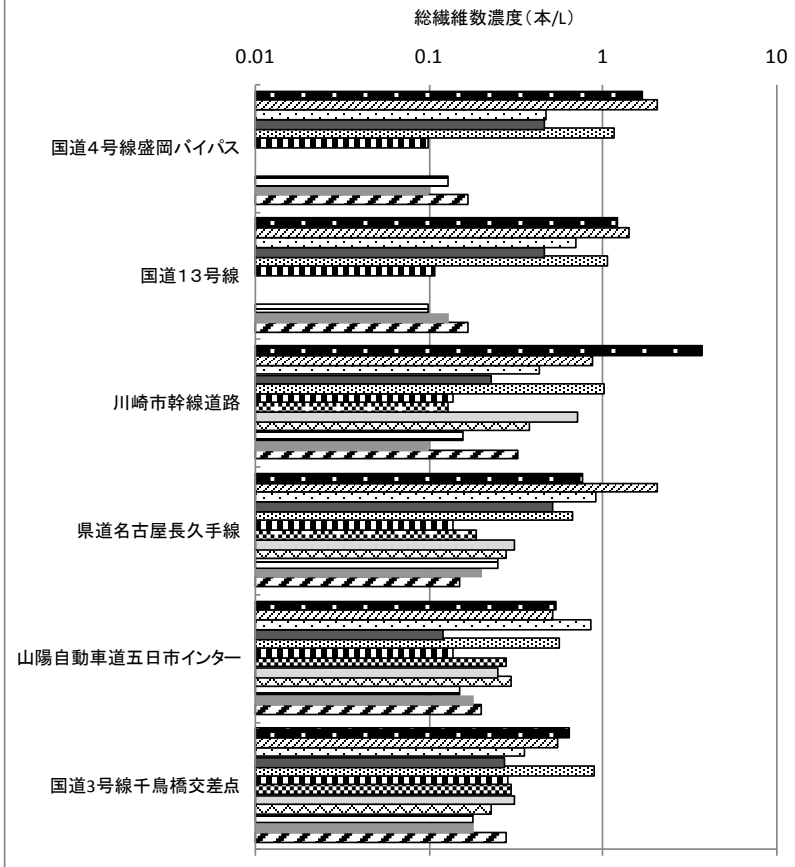 総繊維数濃度（本/L）
0.01 0.1 1 10
国道４号線盛岡バイパス
国道１３号線
川崎市幹線道路
県道名古屋長久手線
山陽自動車道五日市インター
国道3号線千鳥橋交差点